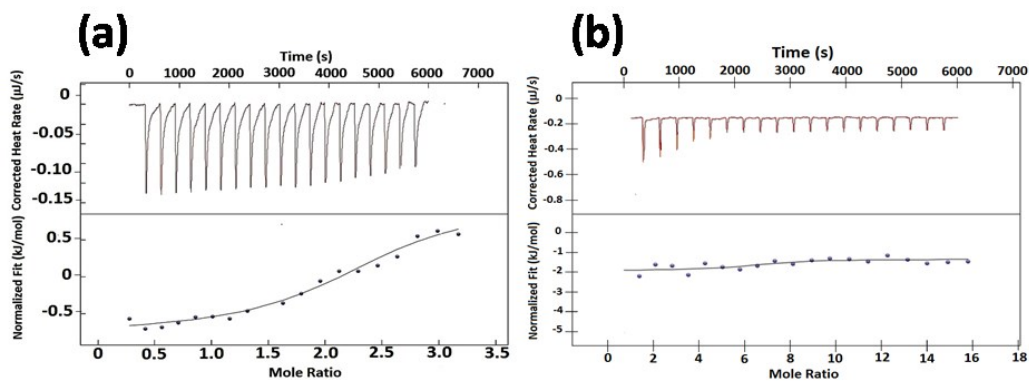 (a)
Time (s)
0 1000 2000 3000 4000 5000 6000 7000
Corrected Heat Rate (µJ/s)
0
-0.05
-0.10
-0.15
Normalized Fit (kJ/mol)
0.5
0
-0.5
0 0.5 1.0 1.5 2.0 2.5 3.0 3.5
Mole Ratio
(b)
Time (s)
0 1000 2000 3000 4000 5000 6000 7000
Corrected Heat Rate (µJ/s)
0
-0.2
-0.4
-0.6
-0.8
Normalized Fit (kJ/mol)
0
-1
-2
-3
-4
-5
0 2 4 6 8 10 12 14 16 18
Mole Ratio